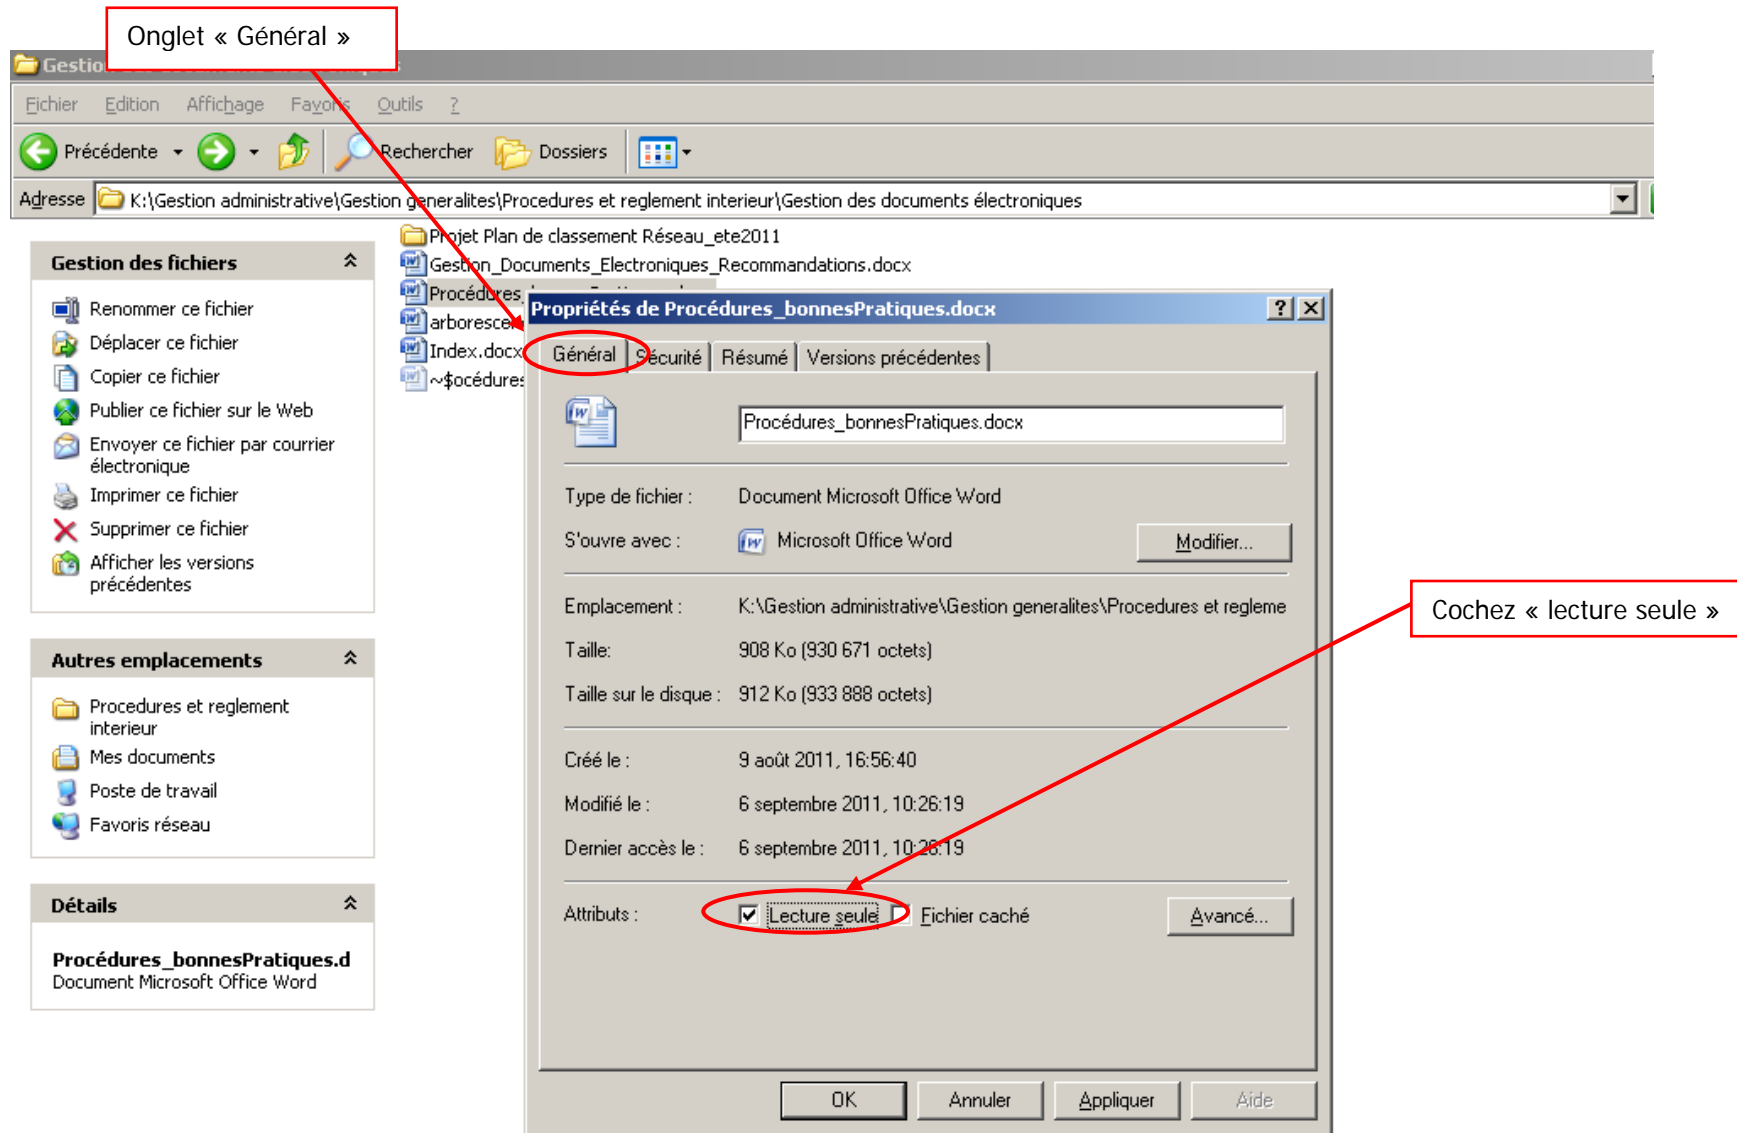 Onglet « Général »
Gestio
Fichier Edition Affichage Favoris Outils ?
Précédente Rechercher Dossiers
Adresse K:\Gestion administrative\Gestion generalites\Procedures et reglement interieur\Gestion des documents électroniques
Gestion des fichiers
Renommer ce fichier
Déplacer ce fichier
Copier ce fichier
Publier ce fichier sur le Web
Envoyer ce fichier par courrier
électronique
Imprimer ce fichier
Supprimer ce fichier
Afficher les versions
précédentes
Autres emplacements
Procedures et reglement
interieur
Mes documents
Poste de travail
Favoris réseau
Détails
Procédures_bonnesPratiques.d
Document Microsoft Office Word
Projet Plan de classement Réseau_ete2011
Gestion_Documents_Electroniques_Recommandations.docx
Procédures_
arboresce
Index.docx
~$océdures
Propriétés de Procédures_bonnesPratiques.docx
Général Sécurité Résumé Versions précédentes
Procédures_bonnesPratiques.docx
Type de fichier : Document Microsoft Office Word
S'ouvre avec : Microsoft Office Word Modifier...
Emplacement : K:\Gestion administrative\Gestion generalites\Procedures et regleme
Taille: 908 Ko (930 671 octets)
Taille sur le disque : 912 Ko (933 888 octets)
Créé le : 9 août 2011, 16:56:40
Modifié le : 6 septembre 2011, 10:26:19
Dernier accès le : 6 septembre 2011, 10:26:19
Attributs : Lecture seule Fichier caché Avancé...
OK Annuler Appliquer Aide
Cochez « lecture seule »